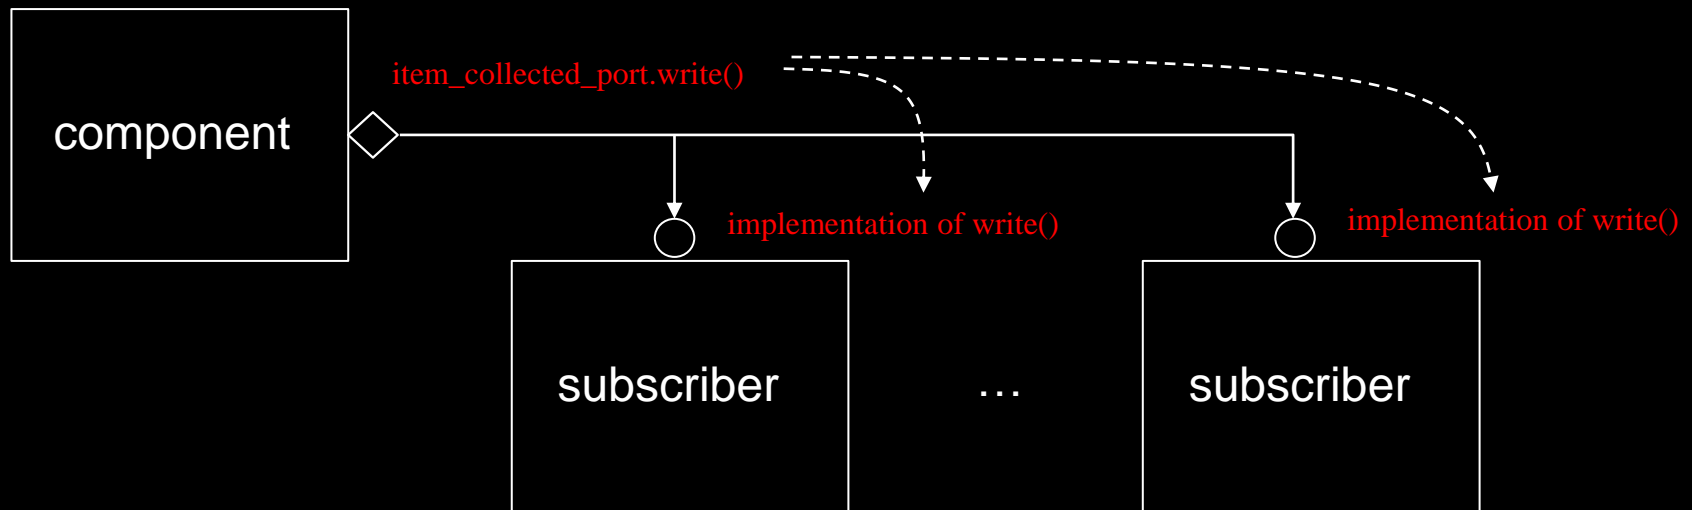 item_collected_port.write()
component
implementation of write()
implementation of write()
subscriber
...
subscriber